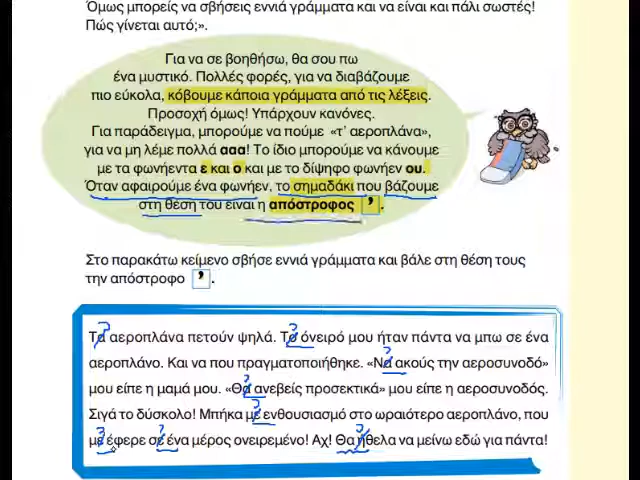 Όμως μπορείς να σβήσεις εννιά γράμματα και να είναι και πάλι σωστές!
Πώς γίνεται αυτό;».
Για να σε βοηθήσω, θα σου πω
ένα μυστικό. Πολλές φορές, για να διαβάζουμε
πιο εύκολα, κόβουμε κάποια γράμματα από τις λέξεις.
Προσοχή όμως! Υπάρχουν κανόνες.
Για παράδειγμα, μπορούμε να πούμε «τ’ αεροπλάνα»,
για να μη λέμε πολλά ααα! Το ίδιο μπορούμε να κάνουμε
με τα φωνήεντα ε και ο και με το δίψηφο φωνήεν ου.
Όταν αφαιρούμε ένα φωνήεν, το σημαδάκι που βάζουμε
στη θέση του είναι η απόστροφος ’.
Στο παρακάτω κείμενο σβήσε εννιά γράμματα και βάλε στη θέση τους
την απόστροφο ’.
Τα αεροπλάνα πετούν ψηλά. Το όνειρό μου ήταν πάντα να μπω σε ένα
αεροπλάνο. Και να που πραγματοποιήθηκε. «Να ακούς την αεροσυνοδό»
μου είπε η μαμά μου. «Θα ανεβείς προσεκτικά» μου είπε η αεροσυνοδός.
Σιγά το δύσκολο! Μπήκα με ενθουσιασμό στο ωραιότερο αεροπλάνο, που
με έφερε σε ένα μέρος ονειρεμένο! Αχ! Θα ήθελα να μείνω εδώ για πάντα!